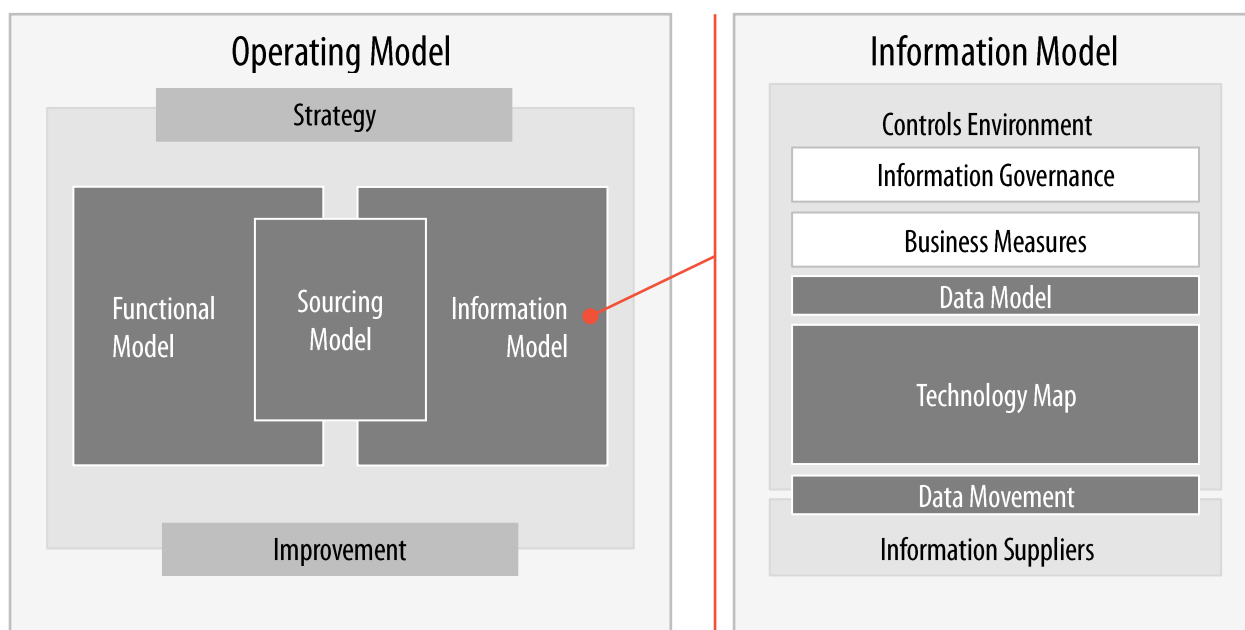 Operating Model
Strategy
Functional
Model
Sourcing
Model
Information
Model
Improvement
Information Model
Controls Environment
Information Governance
Business Measures
Data Model
Technology Map
Data Movement
Information Suppliers